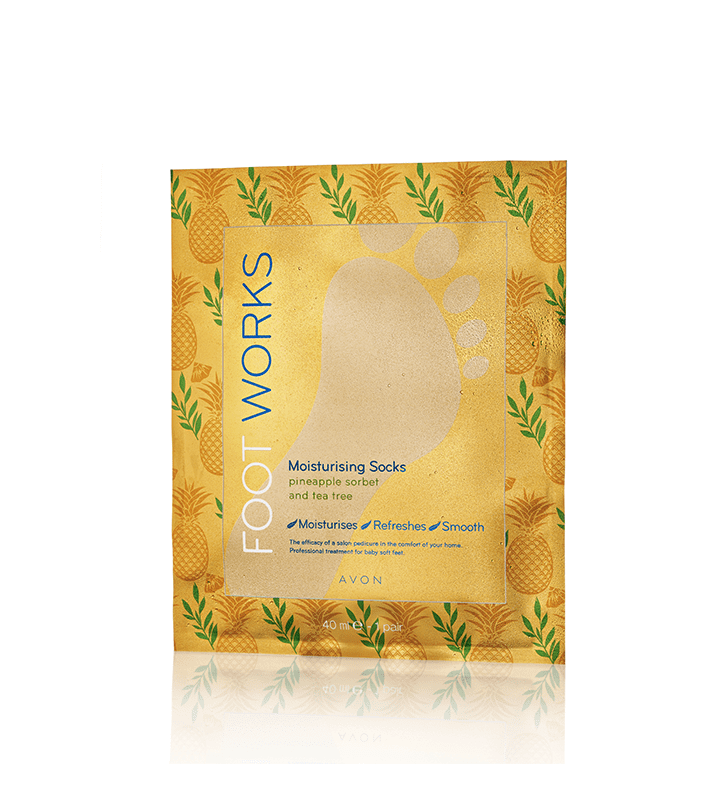 FOOT WORKS
Moisturising Socks
pineapple sorbet
and tea tree
Moisturises Refreshes Smooth
The efficacy of a salon pedicure in the comfort of your home.
Professional treatment for baby soft feet.
AVON
40 ml ℮ - 1 pair